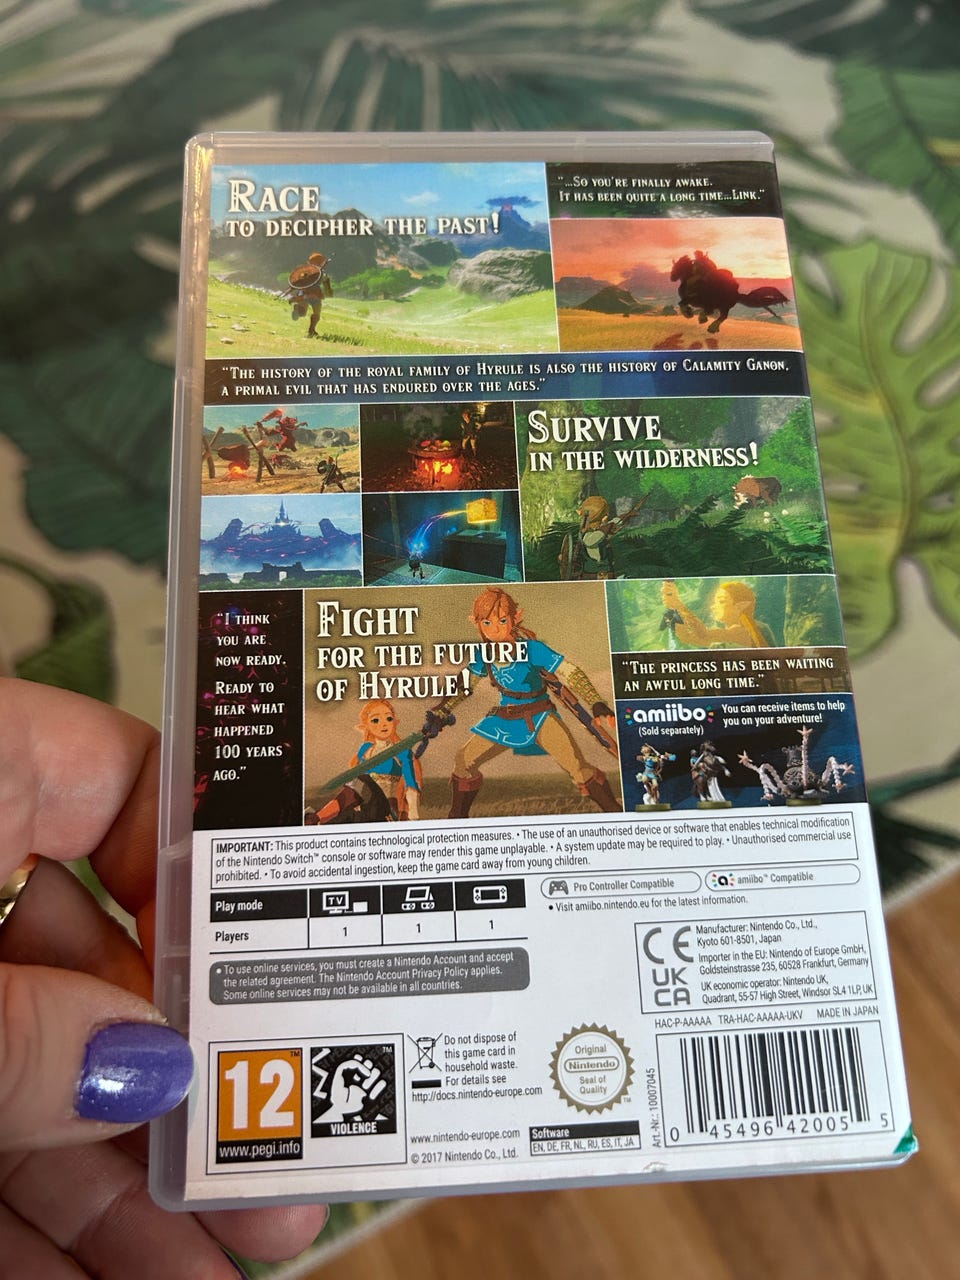 RACE
TO DECIPHER THE PAST!
"...SO YOU'RE FINALLY AWAKE.
IT HAS BEEN QUITE A LONG TIME...LINK."
"THE HISTORY OF THE ROYAL FAMILY OF HYRULE IS ALSO THE HISTORY OF CALAMITY GANON,
A PRIMAL EVIL THAT HAS ENDURED OVER THE AGES."
SURVIVE
IN THE WILDERNESS!
"I THINK
YOU ARE
NOW READY.
READY TO
HEAR WHAT
HAPPENED
100 YEARS
AGO."
FIGHT
FOR THE FUTURE
OF HYRULE!
"THE PRINCESS HAS BEEN WAITING
AN AWFUL LONG TIME."
amiibo
(Sold separately)
You can receive items to help
you on your adventure!
IMPORTANT: This product contains technological protection measures. • The use of an unauthorised device or software that enables technical modification
of the Nintendo Switch™ console or software may render this game unplayable. • A system update may be required to play. • Unauthorised commercial use
prohibited. • To avoid accidental ingestion, keep the game card away from young children.
Play mode
TV
Players
1
1
1
Pro Controller Compatible
a amiibo™ Compatible
• Visit amiibo.nintendo.eu for the latest information.
• To use online services, you must create a Nintendo Account and accept
the related agreement. The Nintendo Account Privacy Policy applies.
Some online services may not be available in all countries.
CE
UK
CA
Manufacturer: Nintendo Co., Ltd.,
Kyoto 601-8501, Japan
Importer in the EU: Nintendo of Europe GmbH,
Goldsteinstrasse 235, 60528 Frankfurt, Germany
UK economic operator: Nintendo UK,
Quadrant, 55-57 High Street, Windsor SL4 1LP, UK
HAC-P-AAAAA TRA-HAC-AAAAA-UKV MADE IN JAPAN
12
™
www.pegi.info
™
VIOLENCE
Do not dispose of
this game card in
household waste.
For details see
http://docs.nintendo-europe.com
Original
Nintendo
Seal of
Quality
™
www.nintendo-europe.com
© 2017 Nintendo Co., Ltd.
Software
EN, DE, FR, NL, RU, ES, IT, JA
Art.-Nr.: 10007045
0 45496 42005 5